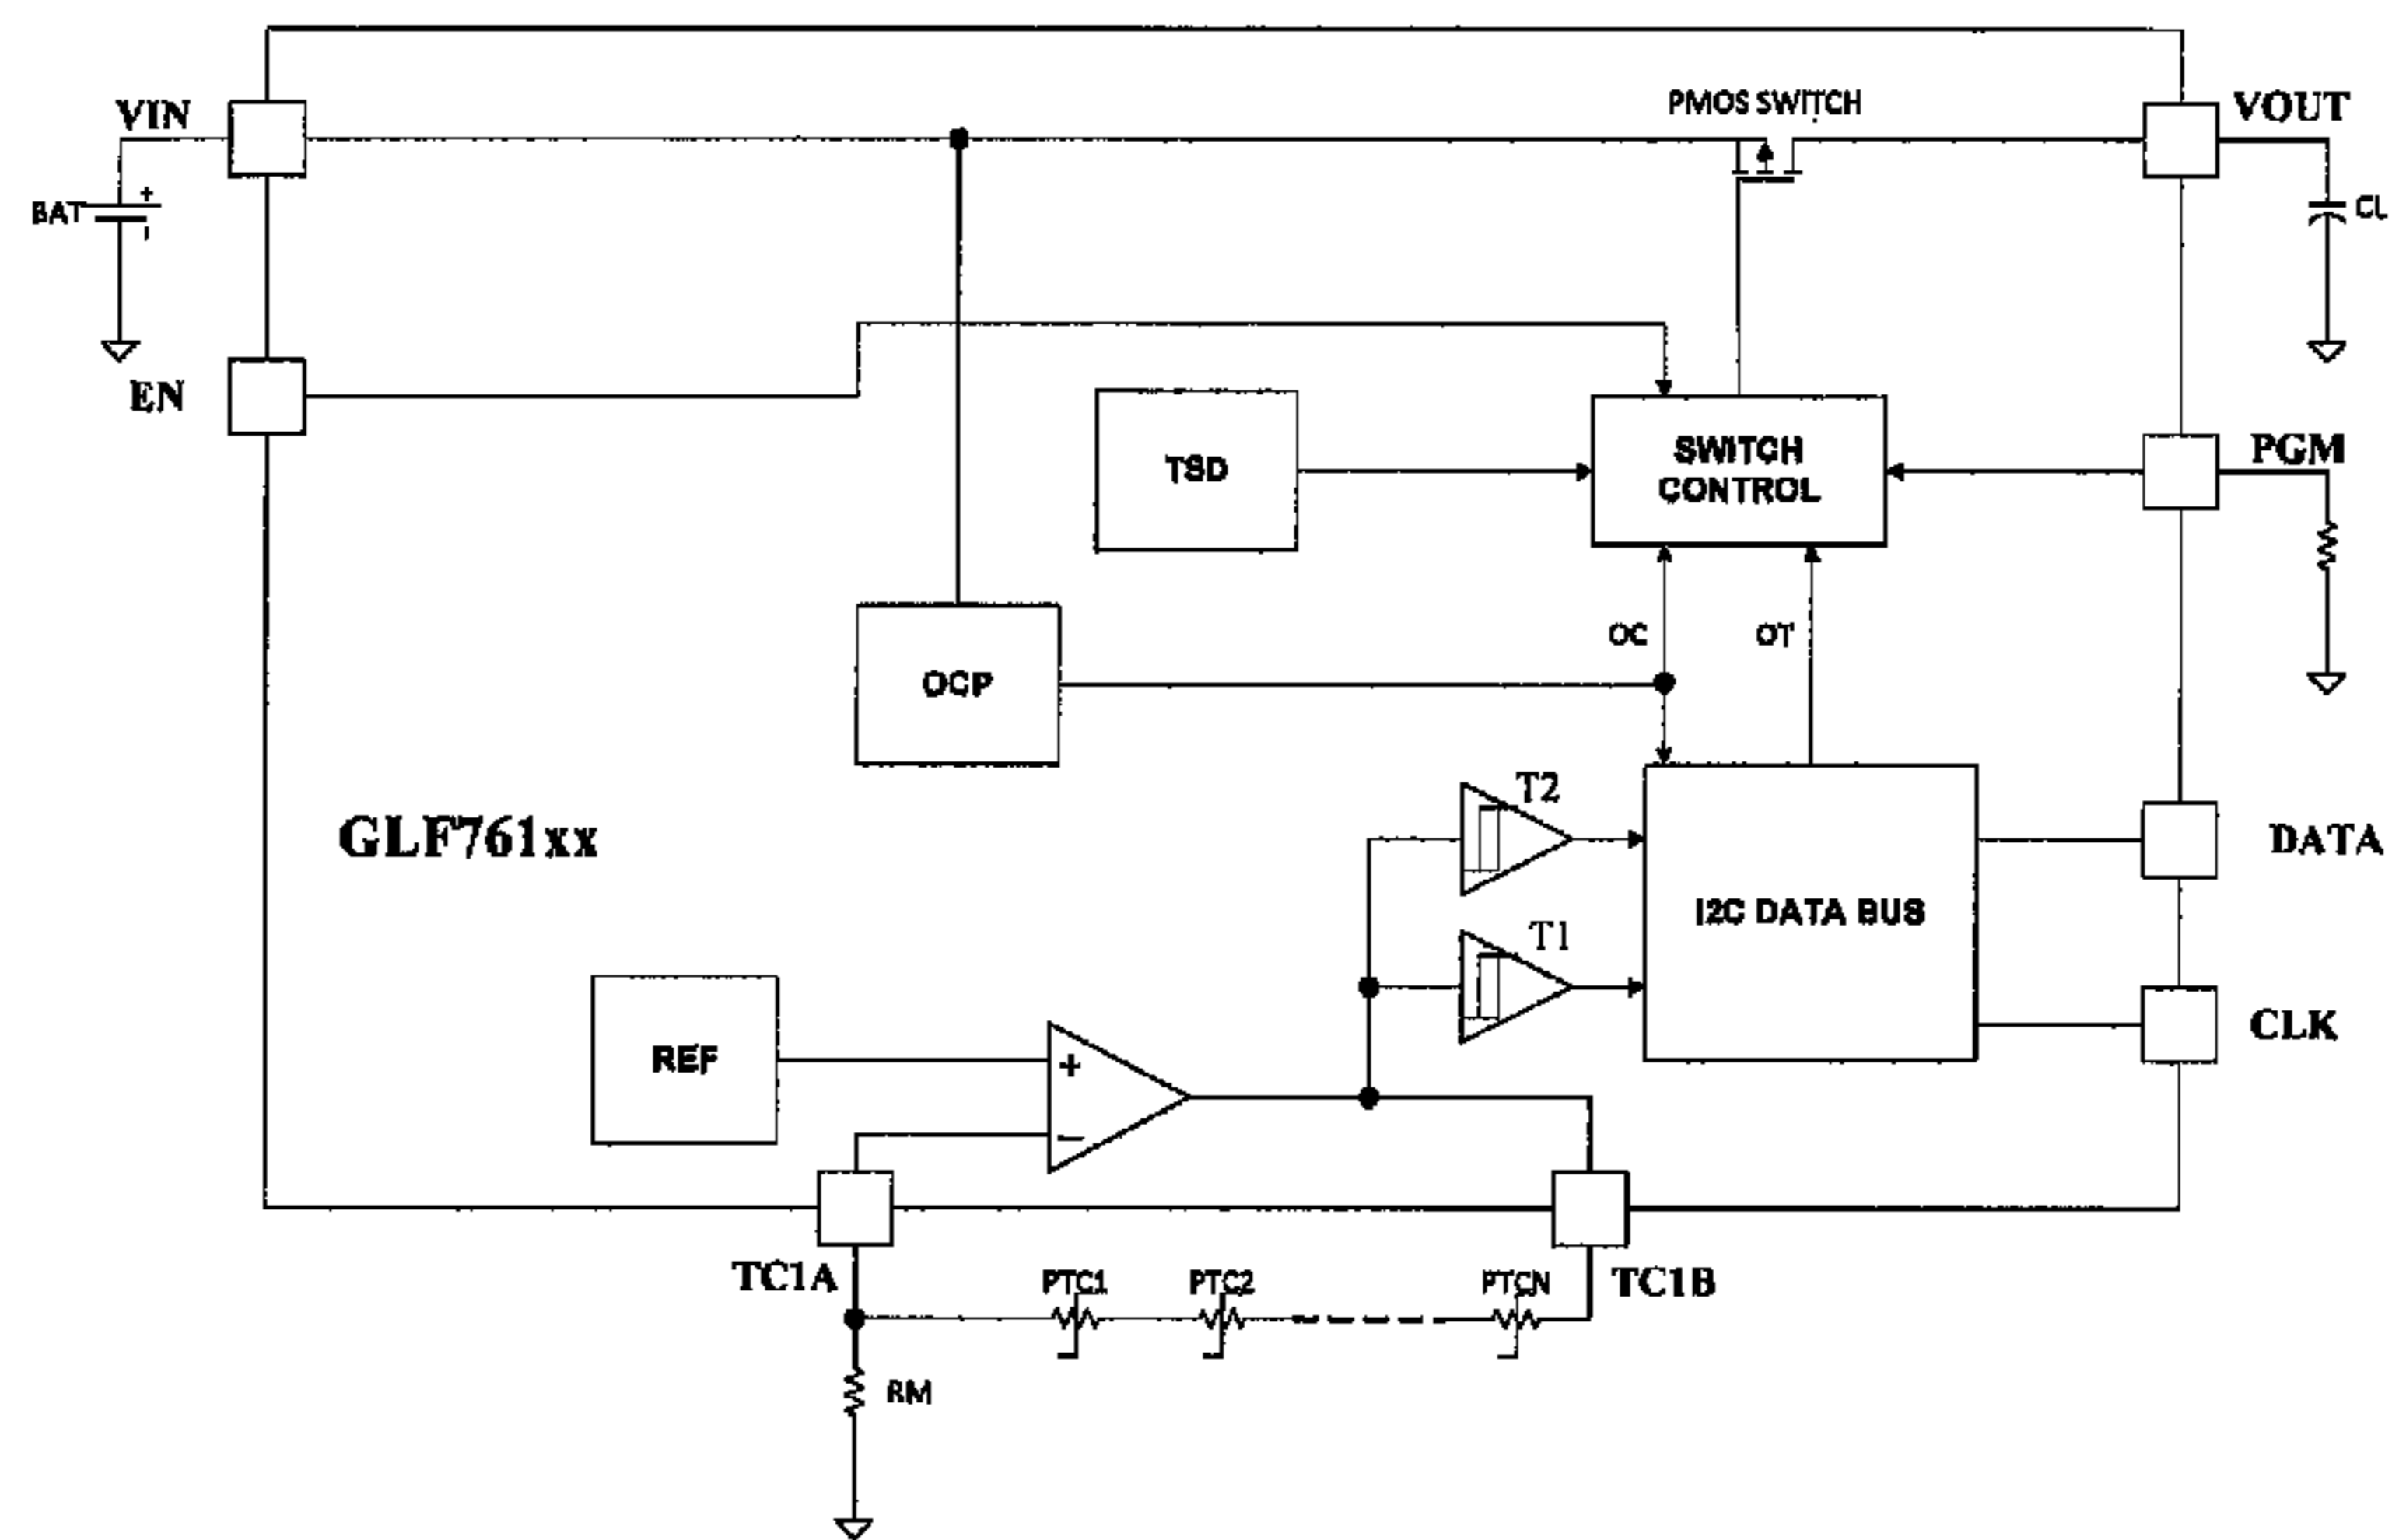 PMOS SWITCH
VIN
VOUT
BAT
+
-
CL
EN
TSD
SWITCH
CONTROL
PGM
OCP
OC
OT
GLF761xx
T2
DATA
I2C DATA BUS
T1
REF
+
-
CLK
TC1A
PTC1
PTC2
PTCN
TC1B
RM